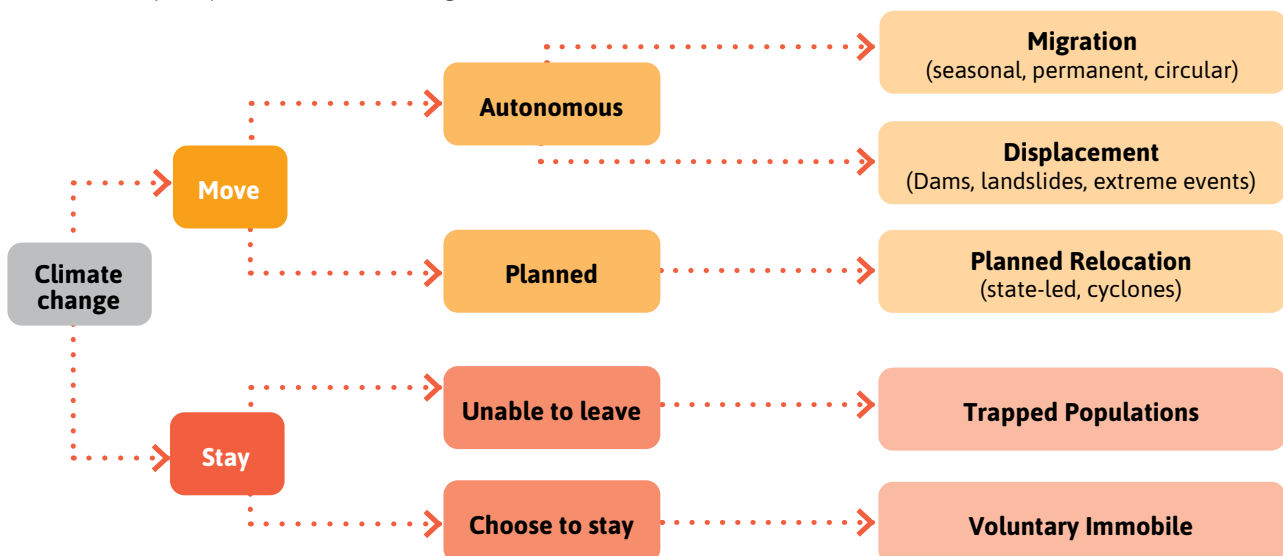 Migration
(seasonal, permanent, circular)
Autonomous
Displacement
(Dams, landslides, extreme events)
Move
Climate
change
Planned
Planned Relocation
(state-led, cyclones)
Unable to leave
Trapped Populations
Stay
Choose to stay
Voluntary Immobile